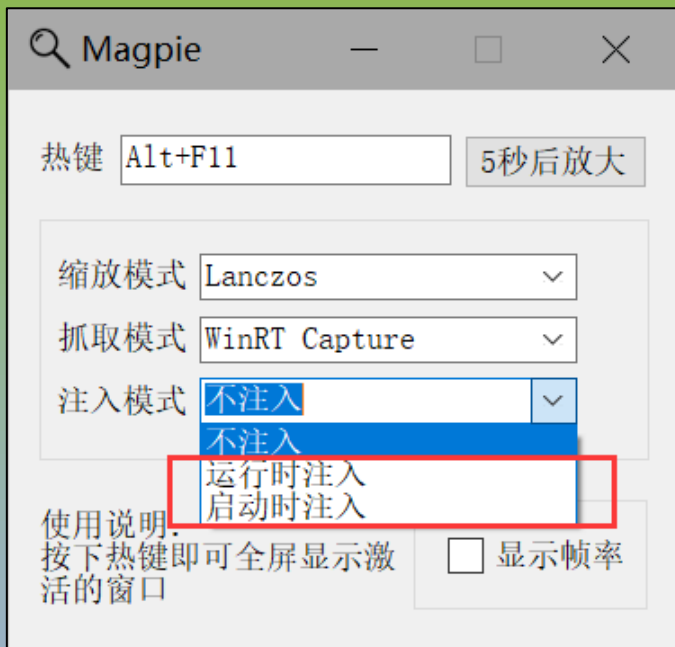 Magpie
热键 Alt+F11 5秒后放大
缩放模式 Lanczos
抓取模式 WinRT Capture
注入模式 不注入
不注入
运行时注入
启动时注入
使用说明:
按下热键即可全屏显示激
活的窗口
显示帧率